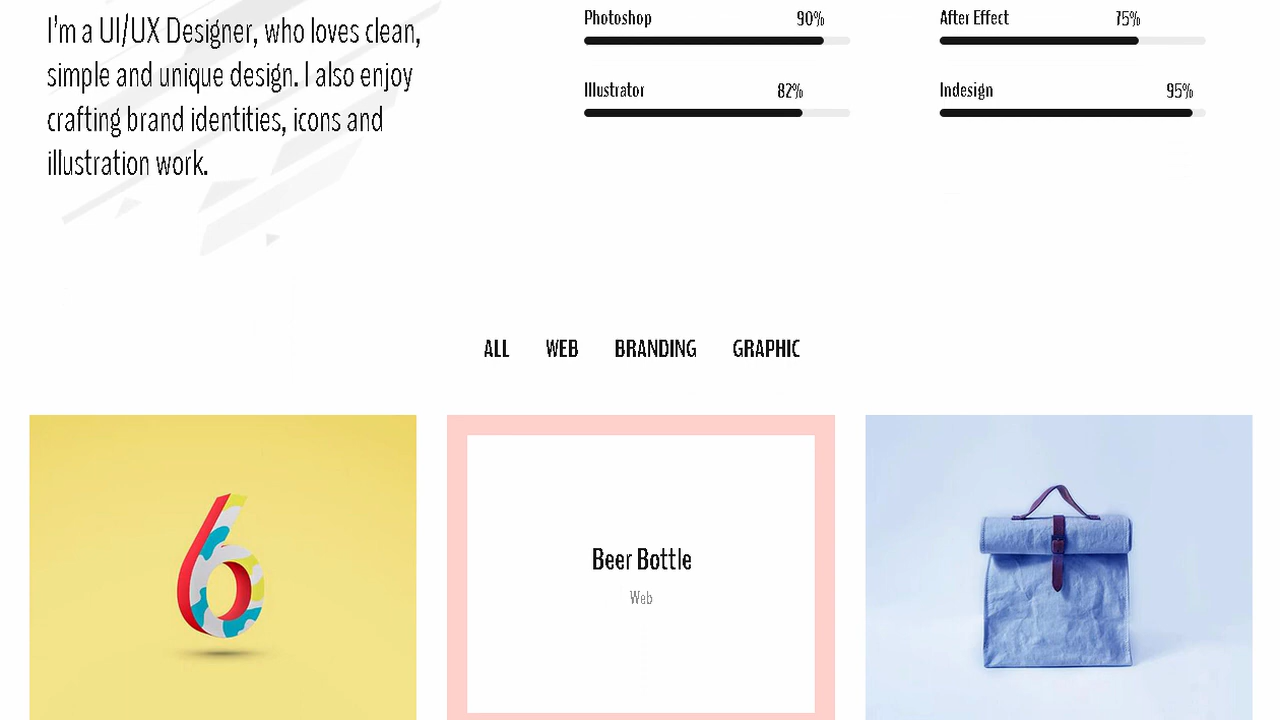 I'm a UI/UX Designer, who loves clean,
simple and unique design. I also enjoy
crafting brand identities, icons and
illustration work.
Photoshop 90%
After Effect 75%
Illustrator 82%
Indesign 95%
ALL WEB BRANDING GRAPHIC
6
Beer Bottle
Web